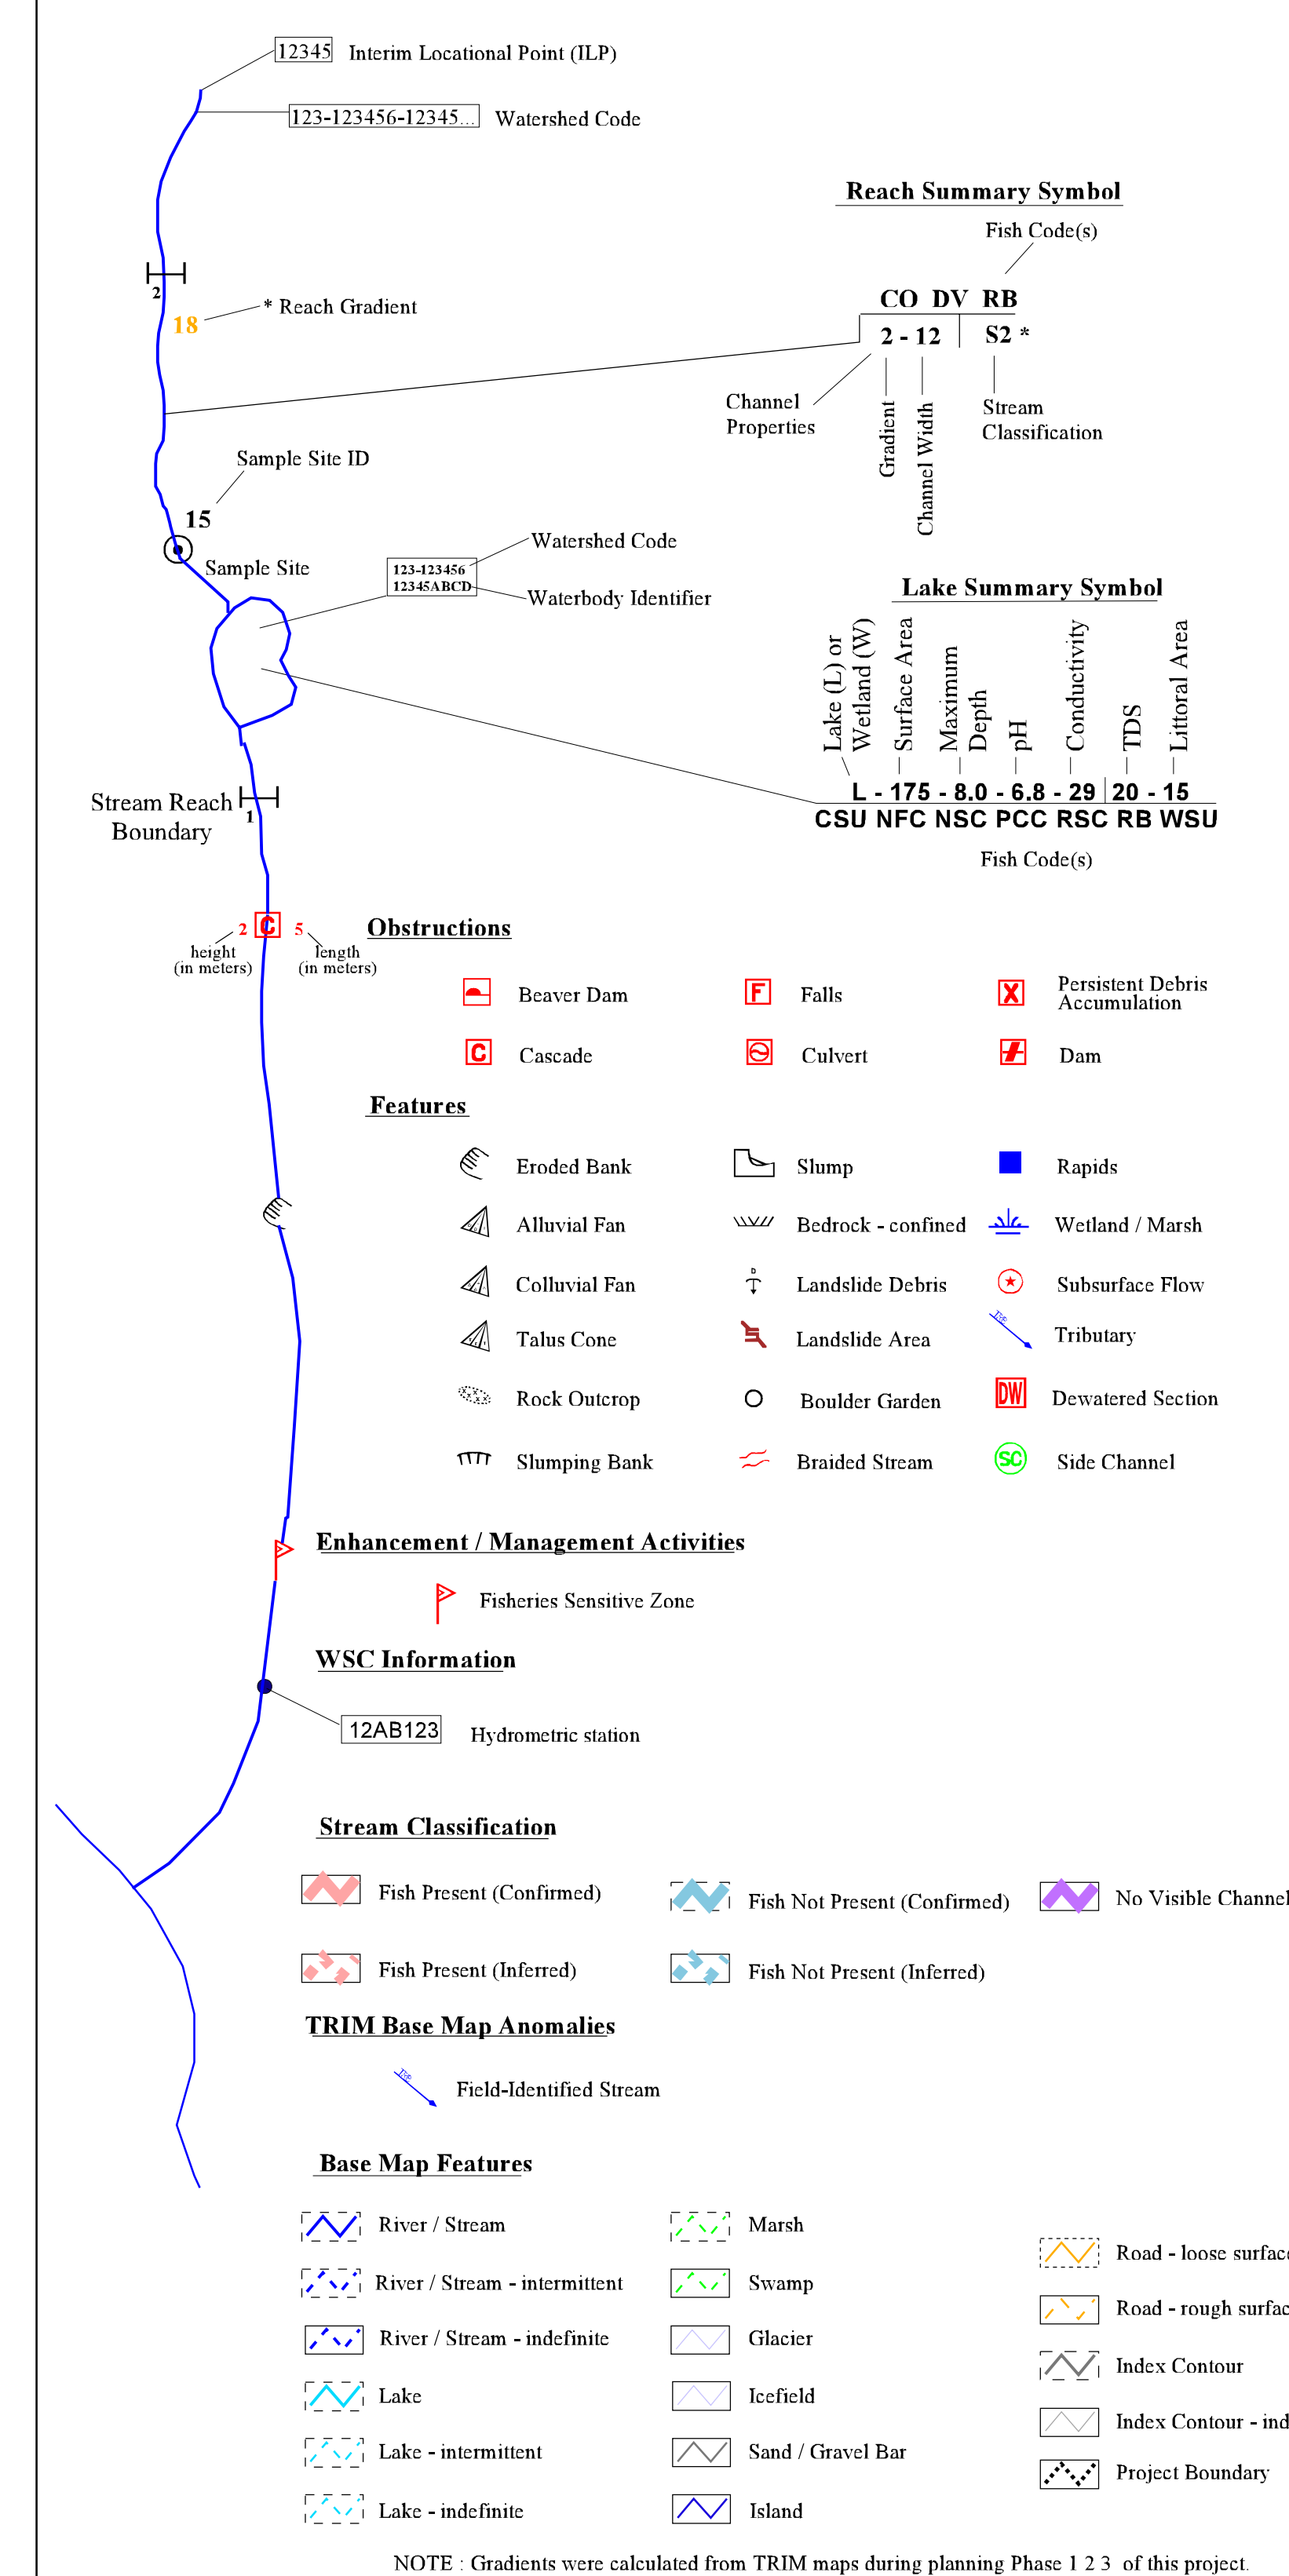 12345 Interim Locational Point (ILP)
123-123456-12345... Watershed Code
Reach Summary Symbol
Fish Code(s)
CO DV RB
2 - 12 S2 *
Channel
Properties
Gradient
Channel Width
Stream
Classification
2
18
* Reach Gradient
Sample Site ID
15
Sample Site
123-123456
12345ABCD
Watershed Code
Waterbody Identifier
Lake Summary Symbol
Lake (L) or
Wetland (W)
Surface Area
Maximum
Depth
pH
Conductivity
TDS
Littoral Area
L - 175 - 8.0 - 6.8 - 29 20 - 15
CSU NFC NSC PCC RSC RB WSU
Fish Code(s)
Stream Reach
Boundary
1
2 C 5
height
(in meters)
length
(in meters)
Obstructions
Beaver Dam
F Falls
X Persistent Debris
Accumulation
C Cascade
Culvert
Dam
Features
Eroded Bank
Slump
Rapids
Alluvial Fan
Bedrock - confined
Wetland / Marsh
Colluvial Fan
D Landslide Debris
Subsurface Flow
Talus Cone
Landslide Area
Tributary
Rock Outcrop
Boulder Garden
DW Dewatered Section
Slumping Bank
Braided Stream
SC Side Channel
Enhancement / Management Activities
Fisheries Sensitive Zone
WSC Information
12AB123 Hydrometric station
Stream Classification
Fish Present (Confirmed)
Fish Not Present (Confirmed)
No Visible Channel
Fish Present (Inferred)
Fish Not Present (Inferred)
TRIM Base Map Anomalies
Field-Identified Stream
Base Map Features
River / Stream
Marsh
Road - loose surface
River / Stream - intermittent
Swamp
Road - rough surfac
River / Stream - indefinite
Glacier
Index Contour
Lake
Icefield
Index Contour - ind
Lake - intermittent
Sand / Gravel Bar
Project Boundary
Lake - indefinite
Island
NOTE : Gradients were calculated from TRIM maps during planning Phase 1 2 3 of this project.